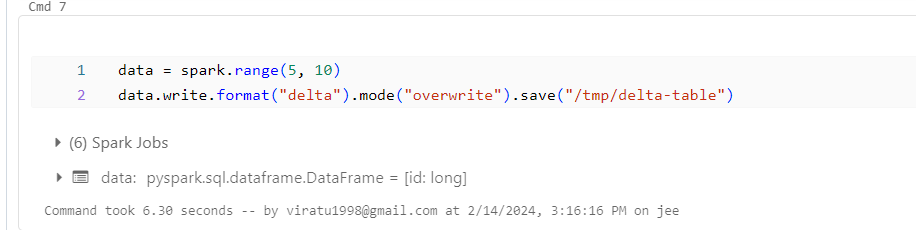 Cmd 7
1 data = spark.range(5, 10)
2 data.write.format("delta").mode("overwrite").save("/tmp/delta-table")
(6) Spark Jobs
data: pyspark.sql.dataframe.DataFrame = [id: long]
Command took 6.30 seconds -- by viratu1998@gmail.com at 2/14/2024, 3:16:16 PM on jee